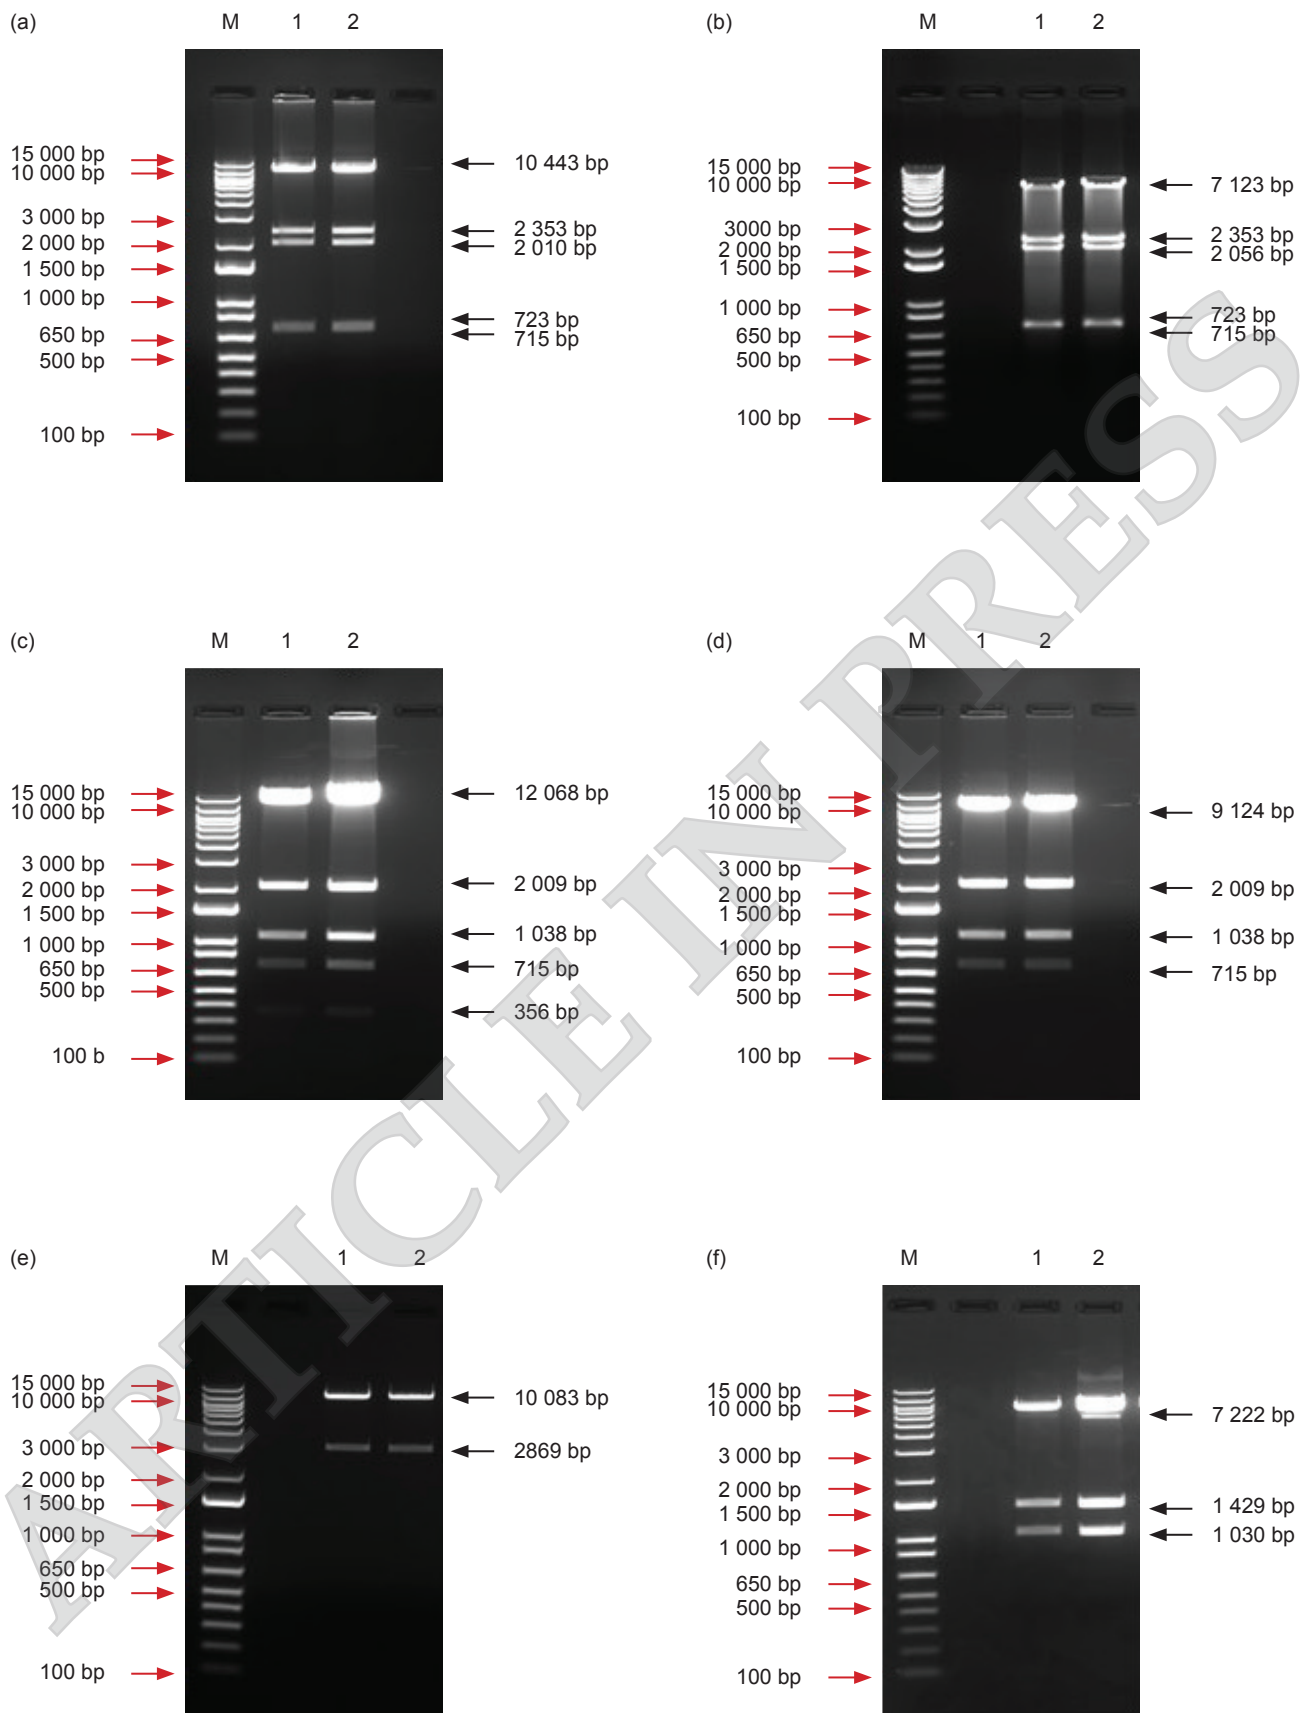 (a)
M 1 2
15 000 bp
10 000 bp
3 000 bp
2 000 bp
1 500 bp
1 000 bp
650 bp
500 bp
100 bp
10 443 bp
2 353 bp
2 010 bp
723 bp
715 bp
(b)
M 1 2
15 000 bp
10 000 bp
3000 bp
2 000 bp
1 500 bp
1 000 bp
650 bp
500 bp
100 bp
7 123 bp
2 353 bp
2 056 bp
723 bp
715 bp
(c)
M 1 2
15 000 bp
10 000 bp
3 000 bp
2 000 bp
1 500 bp
1 000 bp
650 bp
500 bp
100 b
12 068 bp
2 009 bp
1 038 bp
715 bp
356 bp
(d)
M 1 2
15 000 bp
10 000 bp
3 000 bp
2 000 bp
1 500 bp
1 000 bp
650 bp
500 bp
100 bp
9 124 bp
2 009 bp
1 038 bp
715 bp
(e)
M 1 2
15 000 bp
10 000 bp
3 000 bp
2 000 bp
1 500 bp
1 000 bp
650 bp
500 bp
100 bp
10 083 bp
2869 bp
(f)
M 1 2
15 000 bp
10 000 bp
3 000 bp
2 000 bp
1 500 bp
1 000 bp
650 bp
500 bp
100 bp
7 222 bp
1 429 bp
1 030 bp
ARTICLE IN PRESS